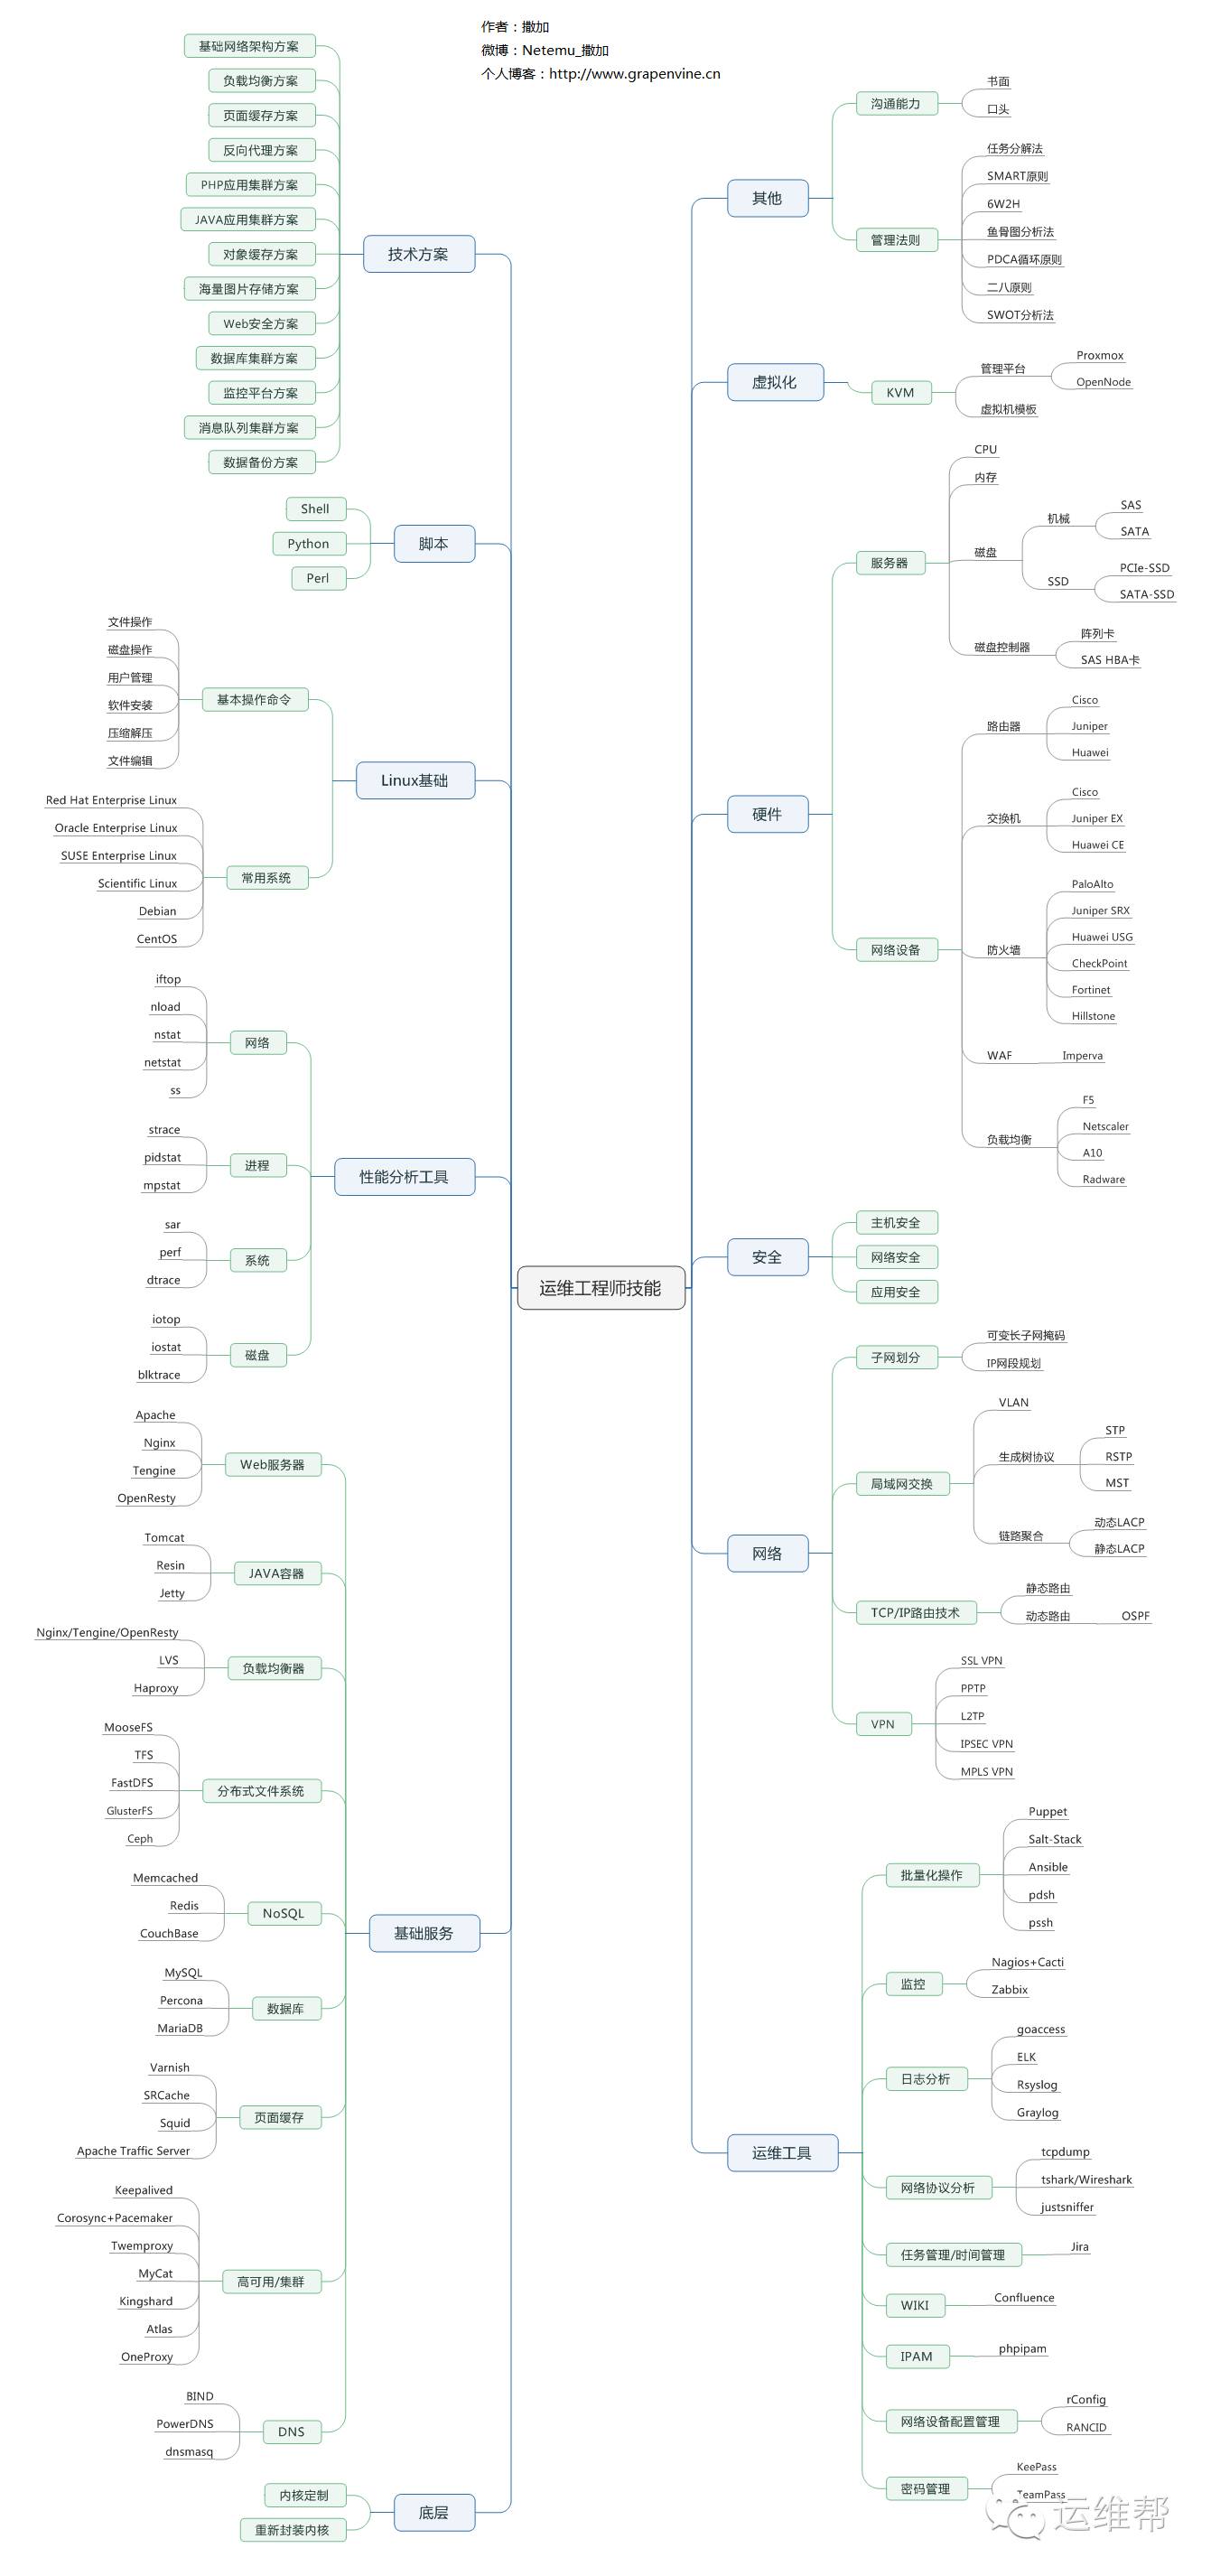 作者：撒加
微博：Netemu_撒加
个人博客：http://www.grapenvine.cn
运维工程师技能
技术方案
基础网络架构方案
负载均衡方案
页面缓存方案
反向代理方案
PHP应用集群方案
JAVA应用集群方案
对象缓存方案
海量图片存储方案
Web安全方案
数据库集群方案
监控平台方案
消息队列集群方案
数据备份方案
脚本
Shell
Python
Perl
Linux基础
基本操作命令
文件操作
磁盘操作
用户管理
软件安装
压缩解压
文件编辑
常用系统
Red Hat Enterprise Linux
Oracle Enterprise Linux
SUSE Enterprise Linux
Scientific Linux
Debian
CentOS
性能分析工具
网络
iftop
nload
nstat
netstat
ss
进程
strace
pidstat
mpstat
系统
sar
perf
dtrace
磁盘
iotop
iostat
blktrace
基础服务
Web服务器
Apache
Nginx
Tengine
OpenResty
JAVA容器
Tomcat
Resin
Jetty
负载均衡器
Nginx/Tengine/OpenResty
LVS
Haproxy
分布式文件系统
MooseFS
TFS
FastDFS
GlusterFS
Ceph
NoSQL
Memcached
Redis
CouchBase
数据库
MySQL
Percona
MariaDB
页面缓存
Varnish
SRCache
Squid
Apache Traffic Server
高可用/集群
Keepalived
Corosync+Pacemaker
Twemproxy
MyCat
Kingshard
Atlas
OneProxy
DNS
BIND
PowerDNS
dnsmasq
底层
内核定制
重新封装内核
其他
沟通能力
书面
口头
管理法则
任务分解法
SMART原则
6W2H
鱼骨图分析法
PDCA循环原则
二八原则
SWOT分析法
虚拟化
KVM
管理平台
Proxmox
OpenNode
虚拟机模板
硬件
服务器
CPU
内存
磁盘
机械
SAS
SATA
SSD
PCIe-SSD
SATA-SSD
磁盘控制器
阵列卡
SAS HBA卡
网络设备
路由器
Cisco
Juniper
Huawei
交换机
Cisco
Juniper EX
Huawei CE
防火墙
PaloAlto
Juniper SRX
Huawei USG
CheckPoint
Fortinet
Hillstone
WAF
Imperva
负载均衡
F5
Netscaler
A10
Radware
安全
主机安全
网络安全
应用安全
网络
子网划分
可变长子网掩码
IP网段规划
局域网交换
VLAN
生成树协议
STP
RSTP
MST
链路聚合
动态LACP
静态LACP
TCP/IP路由技术
静态路由
动态路由
OSPF
VPN
SSL VPN
PPTP
L2TP
IPSEC VPN
MPLS VPN
运维工具
批量化操作
Puppet
Salt-Stack
Ansible
pdsh
pssh
监控
Nagios+Cacti
Zabbix
日志分析
goaccess
ELK
Rsyslog
Graylog
网络协议分析
tcpdump
tshark/Wireshark
justsniffer
任务管理/时间管理
Jira
WIKI
Confluence
IPAM
phpipam
网络设备配置管理
rConfig
RANCID
密码管理
KeePass
TeamPass
运维帮